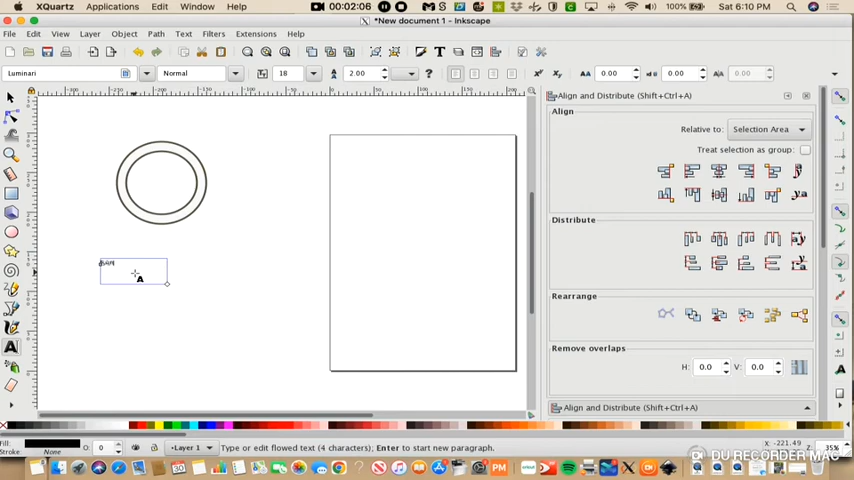 XQuartz Applications Edit Window Help 00:02:06 100% Sat 6:10 PM
*New document 1 - Inkscape
File Edit View Layer Object Path Text Filters Extensions Help
Luminari Normal 18 2.00 0.00 0.00 0.00
Align and Distribute (Shift+Ctrl+A)
Align
Relative to: Selection Area
Treat selection as group:
Distribute
Rearrange
Remove overlaps
H: 0.0 V: 0.0
Align and Distribute (Shift+Ctrl+A)
Fill:
Stroke: None O: 0 Layer 1 Type or edit flowed text (4 characters); Enter to start new paragraph. X: -221.49 Z: 35%
DU RECORDER MAC